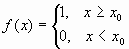 f(x) = { 1, x ≥ x₀
0, x < x₀